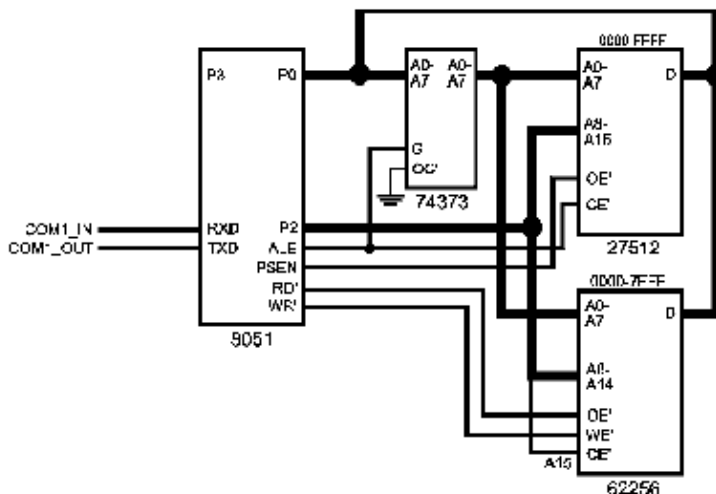 0000-FFFF
P3
P0
A0-
A7
A0-
A7
A0-
A7
D
A8-
A15
G
OC'
OE'
CE'
74373
COM1_IN
COM1_OUT
RXD
TXD
P2
ALE
PSEN
RD'
WR'
27512
0000-7FFF
8051
A0-
A7
D
A8-
A14
OE'
WE'
CE'
A15
62256